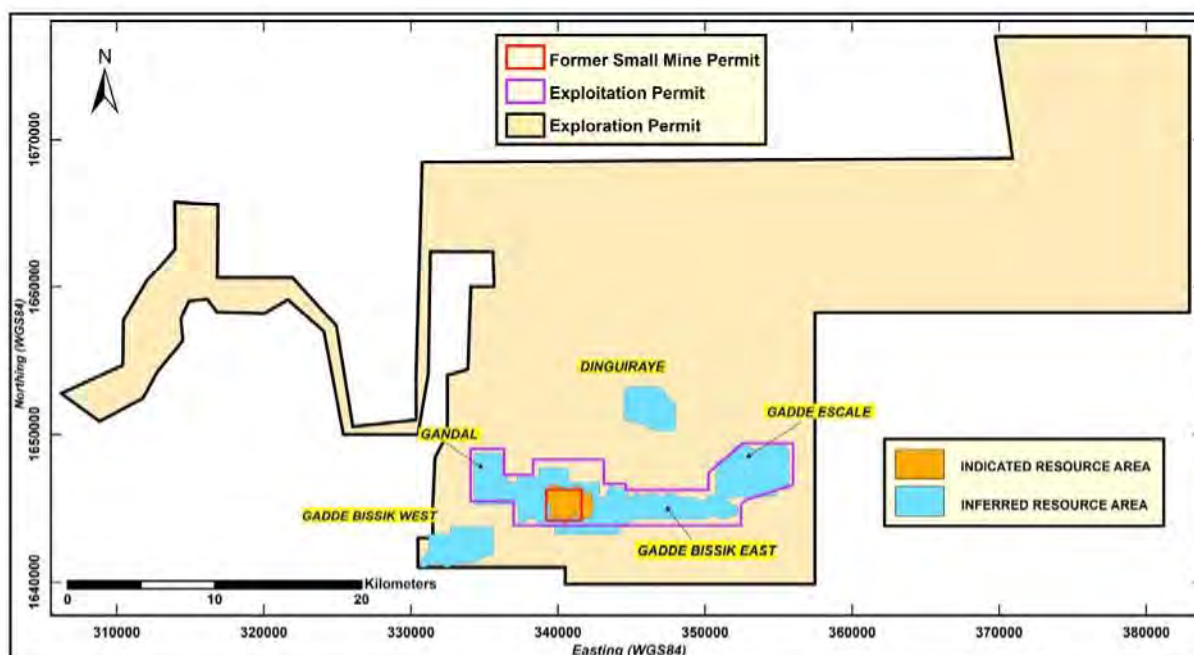 N
Former Small Mine Permit
Exploitation Permit
Exploration Permit
1670000
1660000
1650000
1640000
Northing (WGS84)
DINGUIRAYE
GADDE ESCALE
GANDAL
GADDE BISSIK WEST
GADDE BISSIK EAST
INDICATED RESOURCE AREA
INFERRED RESOURCE AREA
Kilometers
0 10 20
310000 320000 330000 340000 350000 360000 370000 380000
Easting (WGS84)